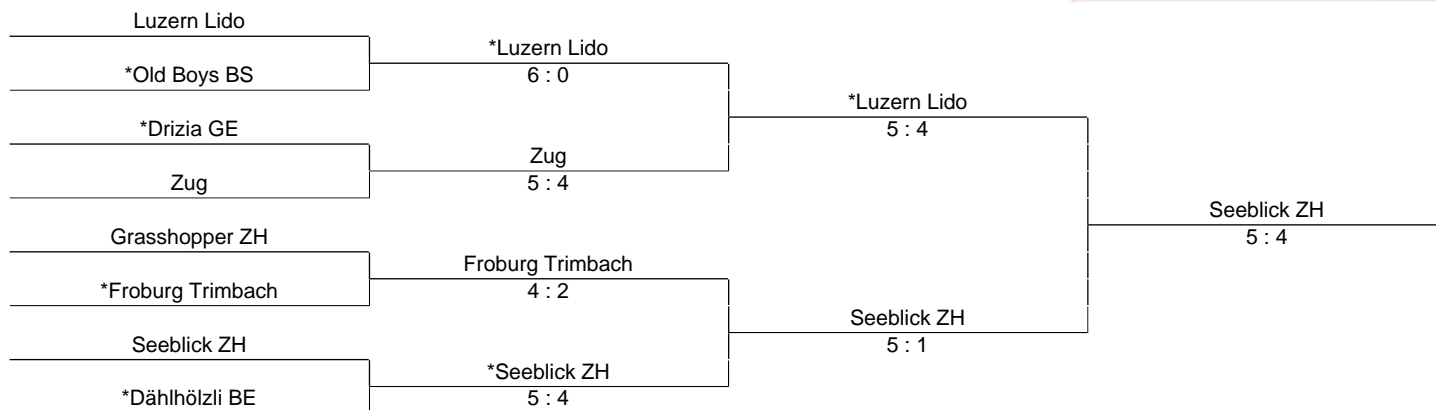 Luzern Lido
*Old Boys BS
*Drizia GE
Zug
Grasshopper ZH
*Froburg Trimbach
Seeblick ZH
*Dählhölzli BE
*Luzern Lido
6 : 0
Zug
5 : 4
Froburg Trimbach
4 : 2
*Seeblick ZH
5 : 4
*Luzern Lido
5 : 4
Seeblick ZH
5 : 1
Seeblick ZH
5 : 4